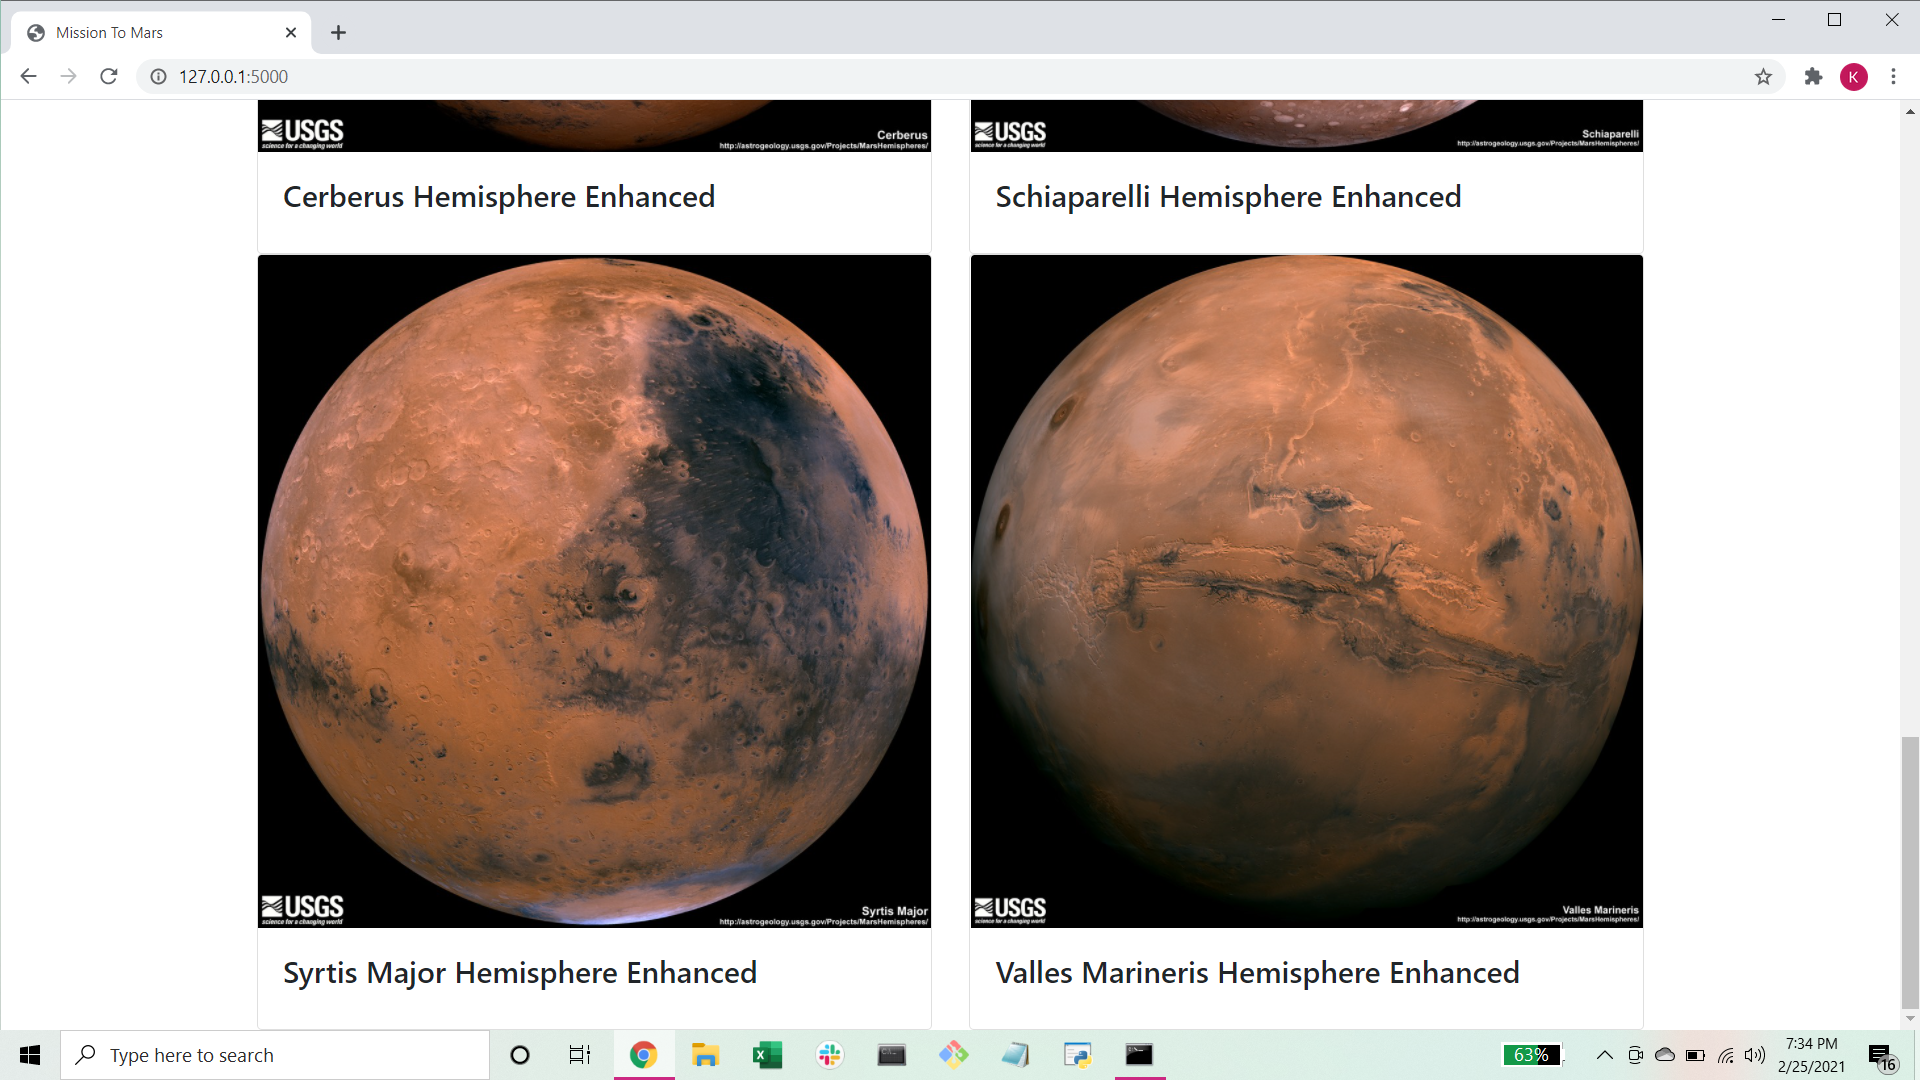 Mission To Mars
127.0.0.1:5000
K
USGS
science for a changing world
Cerberus
http://astrogeology.usgs.gov/Projects/MarsHemispheres/
USGS
science for a changing world
Schiaparelli
http://astrogeology.usgs.gov/Projects/MarsHemispheres/
Cerberus Hemisphere Enhanced
Schiaparelli Hemisphere Enhanced
USGS
science for a changing world
Syrtis Major
http://astrogeology.usgs.gov/Projects/MarsHemispheres/
USGS
science for a changing world
Valles Marineris
http://astrogeology.usgs.gov/Projects/MarsHemispheres/
Syrtis Major Hemisphere Enhanced
Valles Marineris Hemisphere Enhanced
Type here to search
63%
7:34 PM
2/25/2021
16